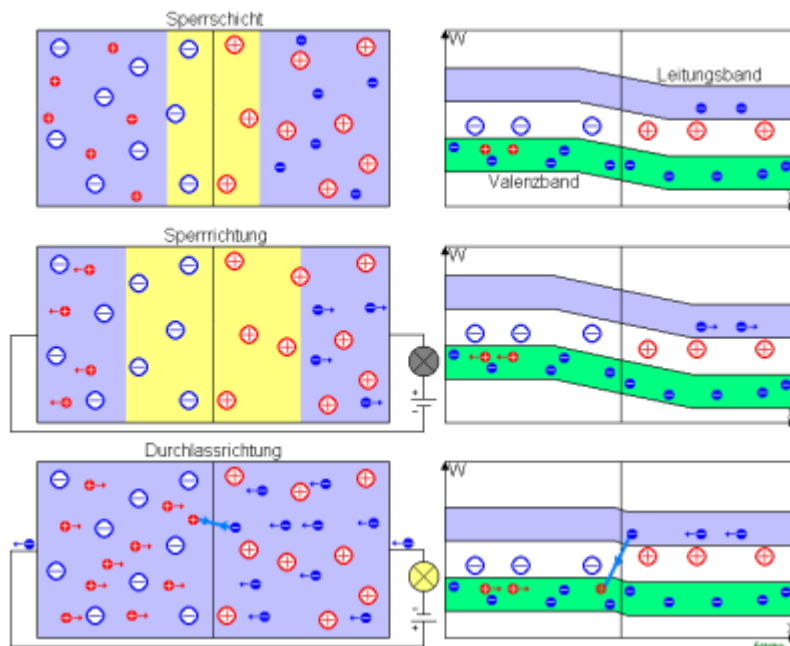 Sperrschicht
W
Leitungsband
Valenzband
Sperrrichtung
W
+
-
Durchlassrichtung
W
-
+